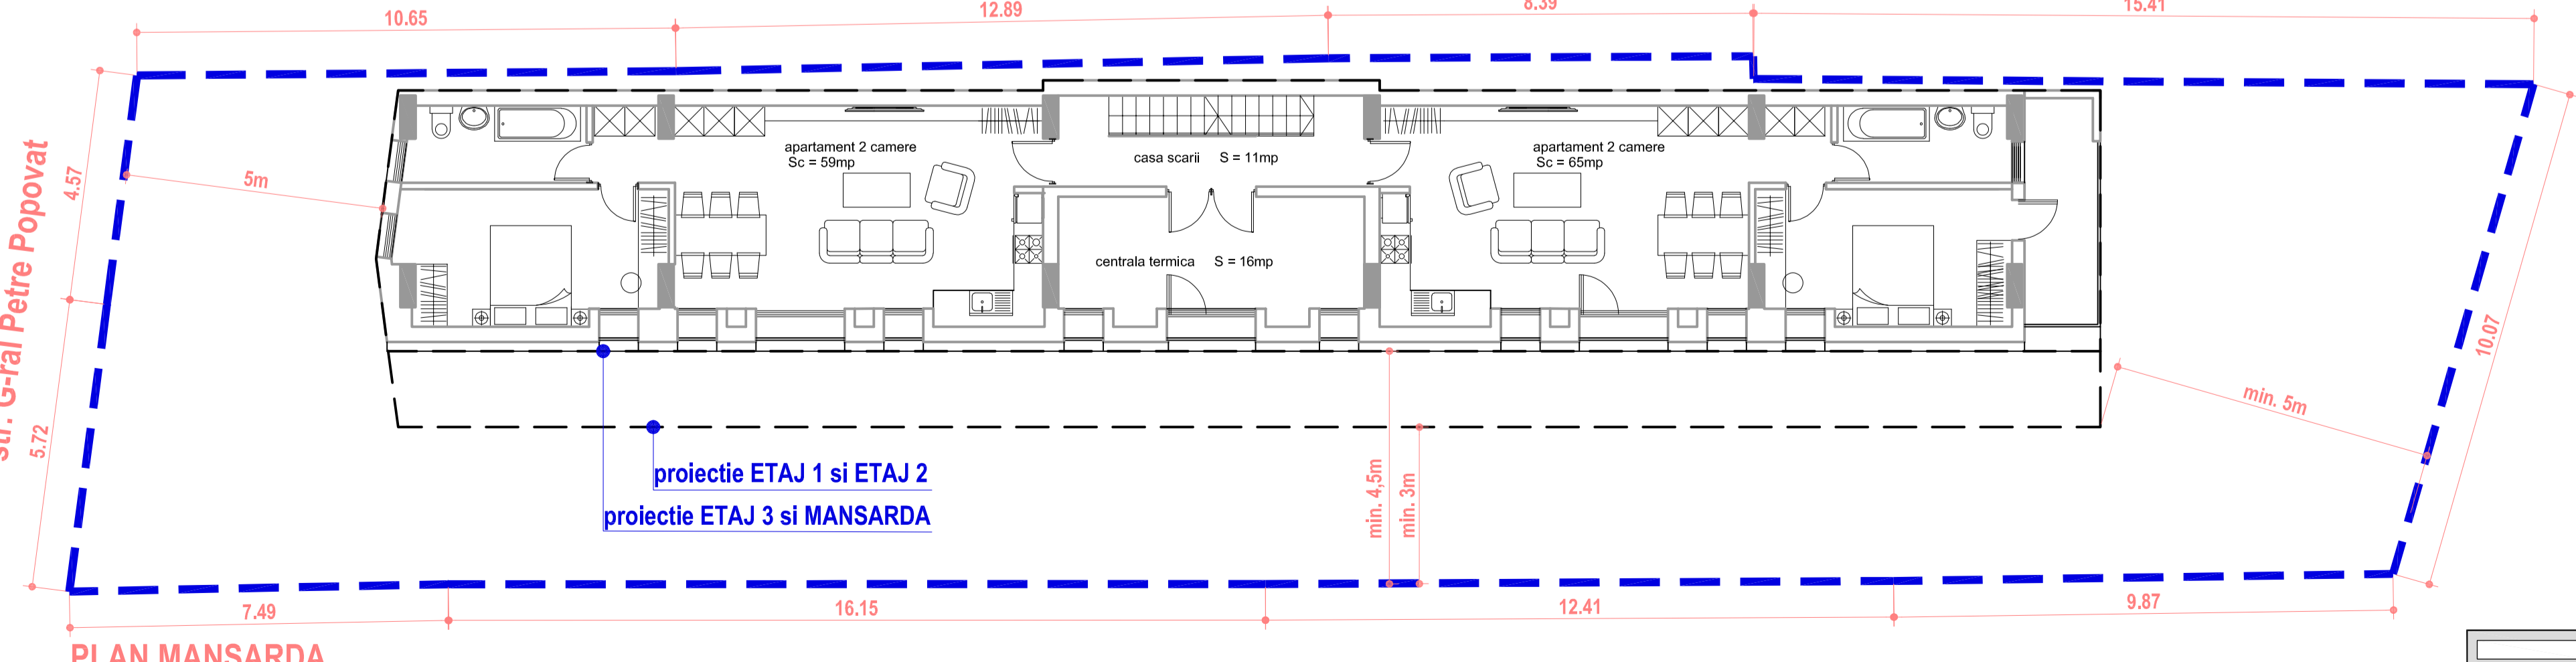 10.65
12.89
8.39
15.41
str. G-ral Petre Popovat
4.57
5.72
5m
apartament 2 camere
Sc = 59mp
casa scarii S = 11mp
centrala termica S = 16mp
apartament 2 camere
Sc = 65mp
10.07
min. 5m
min. 4,5m
min. 3m
proiectie ETAJ 1 si ETAJ 2
proiectie ETAJ 3 si MANSARDA
7.49
16.15
12.41
9.87
PLAN MANSARDA